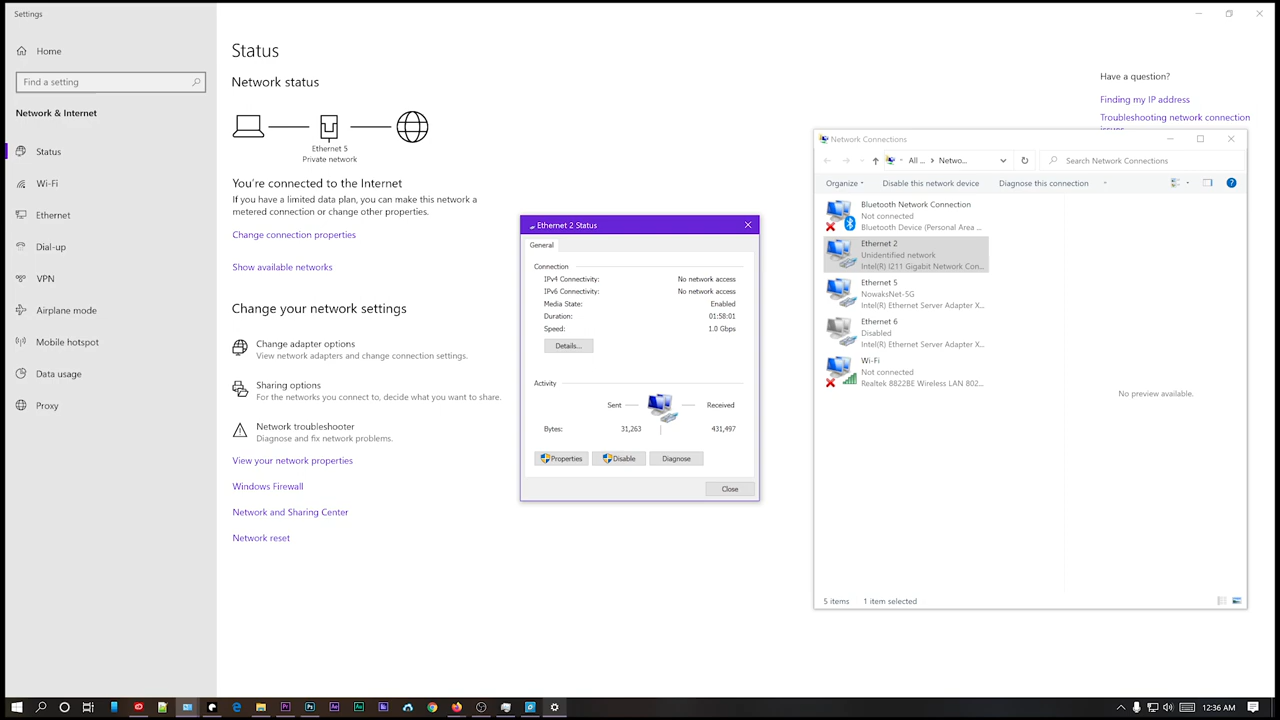 Settings
Home
Find a setting
Network & Internet
Status
Wi-Fi
Ethernet
Dial-up
VPN
Airplane mode
Mobile hotspot
Data usage
Proxy
Status
Network status
Ethernet 5
Private network
You're connected to the Internet
If you have a limited data plan, you can make this network a
metered connection or change other properties.
Change connection properties
Show available networks
Change your network settings
Change adapter options
View network adapters and change connection settings.
Sharing options
For the networks you connect to, decide what you want to share.
Network troubleshooter
Diagnose and fix network problems.
View your network properties
Windows Firewall
Network and Sharing Center
Network reset
Have a question?
Finding my IP address
Troubleshooting network connection
issues
Ethernet 2 Status
General
Connection
IPv4 Connectivity: No network access
IPv6 Connectivity: No network access
Media State: Enabled
Duration: 01:58:01
Speed: 1.0 Gbps
Details...
Activity
Sent Received
Bytes: 31,263 431,497
Properties Disable Diagnose
Close
Network Connections
All ... Netwo... Search Network Connections
Organize Disable this network device Diagnose this connection
Bluetooth Network Connection
Not connected
Bluetooth Device (Personal Area ...
Ethernet 2
Unidentified network
Intel(R) I211 Gigabit Network Con...
Ethernet 5
NowaksNet-5G
Intel(R) Ethernet Server Adapter X...
Ethernet 6
Disabled
Intel(R) Ethernet Server Adapter X...
Wi-Fi
Not connected
Realtek 8822BE Wireless LAN 802...
No preview available.
5 items 1 item selected
12:36 AM